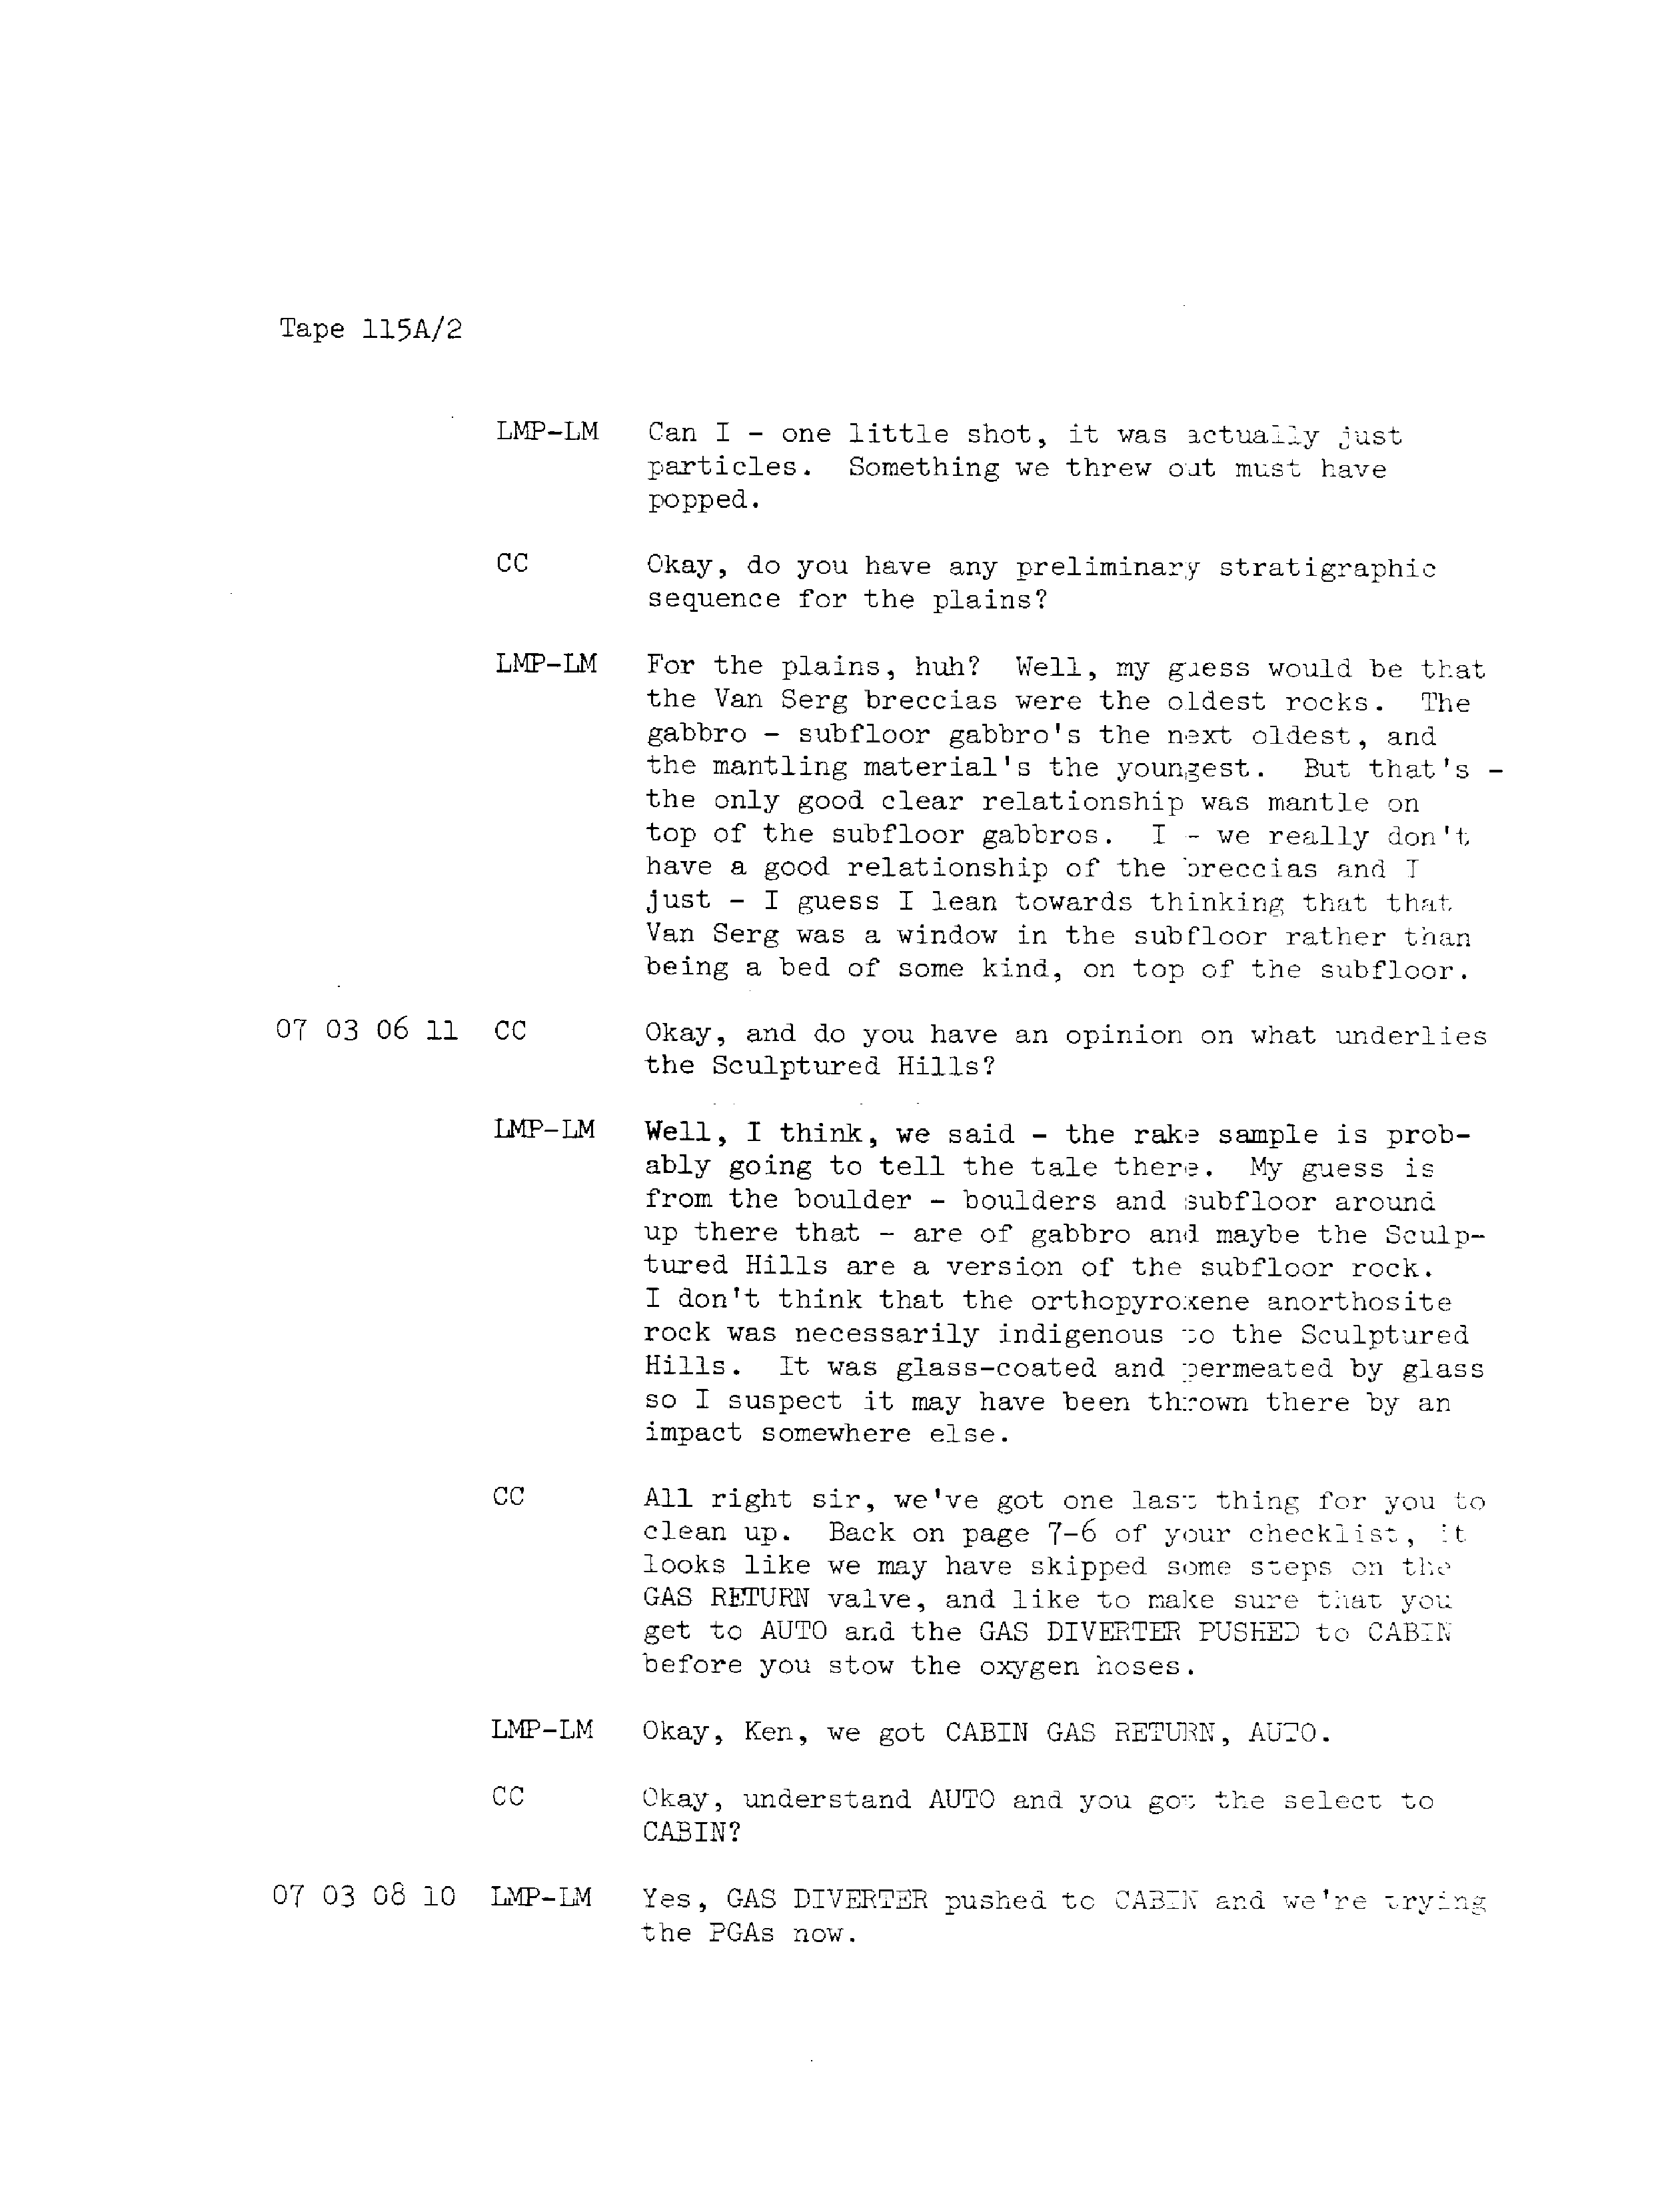 Tape 115A/2
LMP-LM Can I - one little shot, it was actually just
particles. Something we threw out must have
popped.
CC Okay, do you have any preliminary stratigraphic
sequence for the plains?
LMP-LM For the plains, huh? Well, my guess would be that
the Van Serg breccias were the oldest rocks. The
gabbro - subfloor gabbro's the next oldest, and
the mantling material's the youngest. But that's -
the only good clear relationship was mantle on
top of the subfloor gabbros. I - we really don't
have a good relationship of the breccias and I
just - I guess I lean towards thinking that that
Van Serg was a window in the subfloor rather than
being a bed of some kind, on top of the subfloor.
07 03 06 11 CC Okay, and do you have an opinion on what underlies
the Sculptured Hills?
LMP-LM Well, I think, we said - the rake sample is prob-
ably going to tell the tale there. My guess is
from the boulder - boulders and subfloor around
up there that - are of gabbro and maybe the Sculp-
tured Hills are a version of the subfloor rock.
I don't think that the orthopyroxene anorthosite
rock was necessarily indigenous to the Sculptured
Hills. It was glass-coated and permeated by glass
so I suspect it may have been thrown there by an
impact somewhere else.
CC All right sir, we've got one last thing for you to
clean up. Back on page 7-6 of your checklist, it
looks like we may have skipped some steps on the
GAS RETURN valve, and like to make sure that you
get to AUTO and the GAS DIVERTER PUSHED to CABIN
before you stow the oxygen hoses.
LMP-LM Okay, Ken, we got CABIN GAS RETURN, AUTO.
CC Okay, understand AUTO and you got the select to
CABIN?
07 03 08 10 LMP-LM Yes, GAS DIVERTER pushed to CABIN and we're trying
the PGAs now.